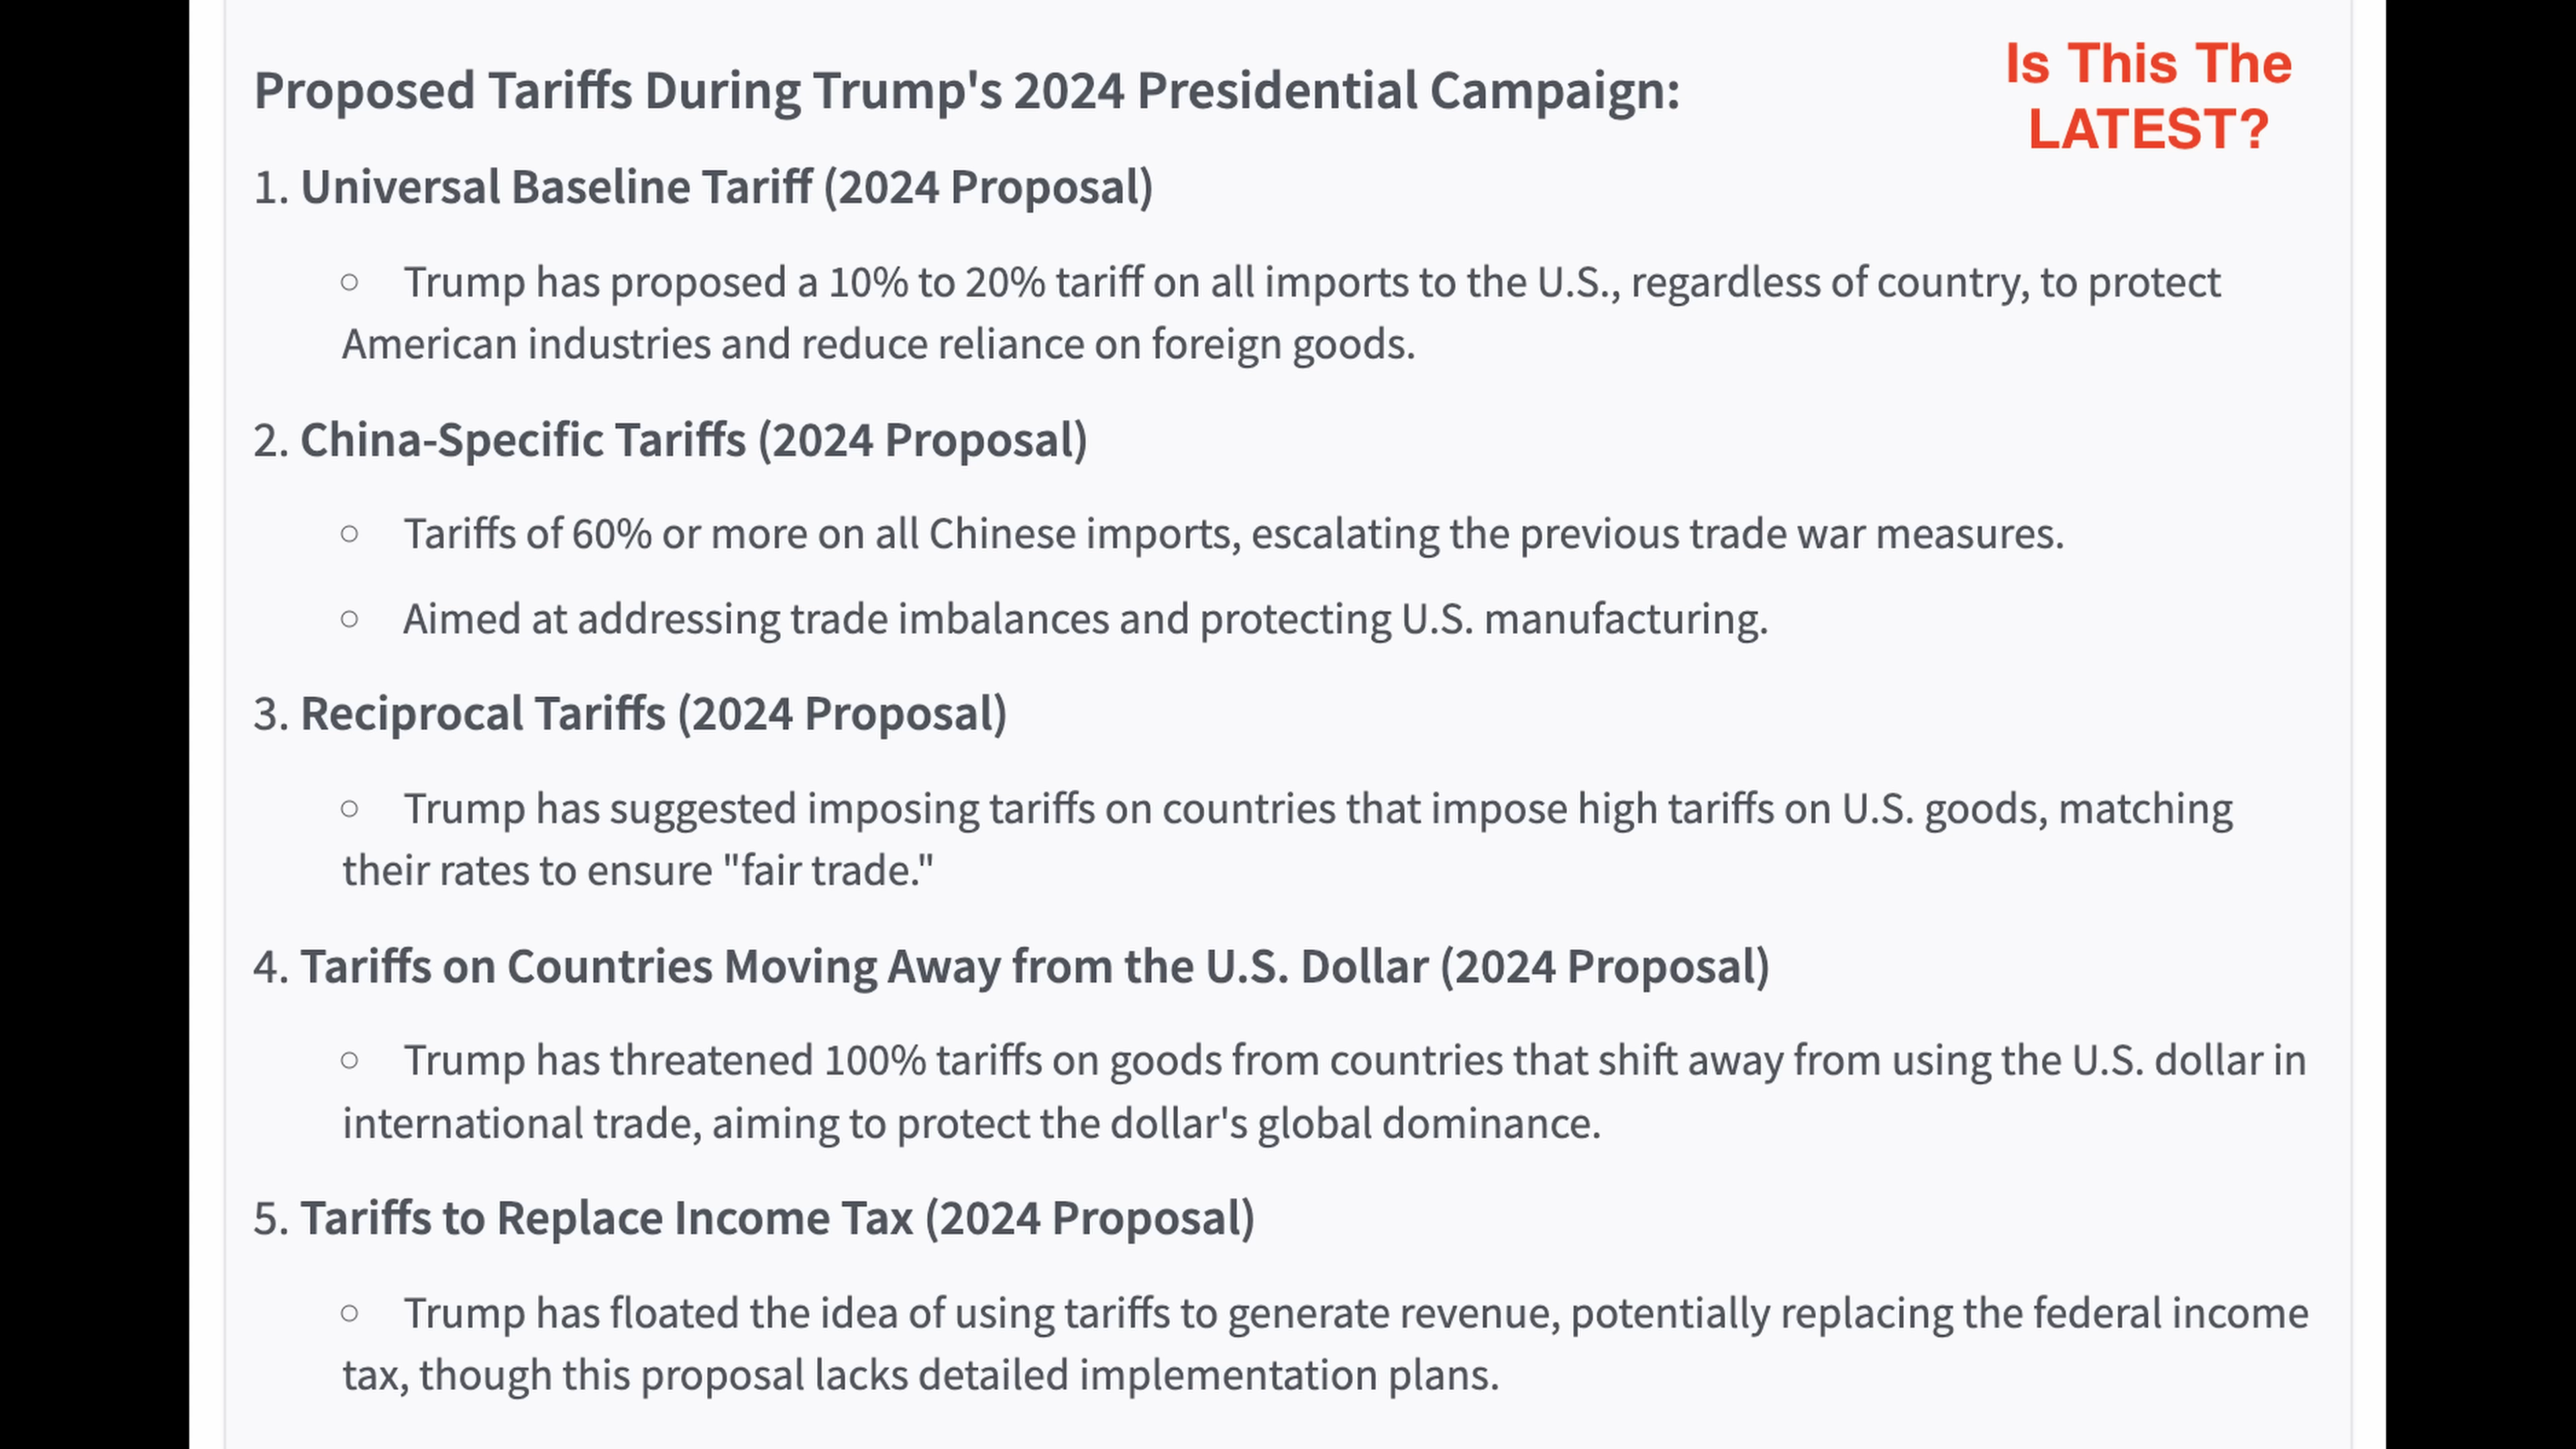 Proposed Tariffs During Trump's 2024 Presidential Campaign:
Is This The
LATEST?
1. Universal Baseline Tariff (2024 Proposal)
○ Trump has proposed a 10% to 20% tariff on all imports to the U.S., regardless of country, to protect
American industries and reduce reliance on foreign goods.
2. China-Specific Tariffs (2024 Proposal)
○ Tariffs of 60% or more on all Chinese imports, escalating the previous trade war measures.
○ Aimed at addressing trade imbalances and protecting U.S. manufacturing.
3. Reciprocal Tariffs (2024 Proposal)
○ Trump has suggested imposing tariffs on countries that impose high tariffs on U.S. goods, matching
their rates to ensure "fair trade."
4. Tariffs on Countries Moving Away from the U.S. Dollar (2024 Proposal)
○ Trump has threatened 100% tariffs on goods from countries that shift away from using the U.S. dollar in
international trade, aiming to protect the dollar's global dominance.
5. Tariffs to Replace Income Tax (2024 Proposal)
○ Trump has floated the idea of using tariffs to generate revenue, potentially replacing the federal income
tax, though this proposal lacks detailed implementation plans.